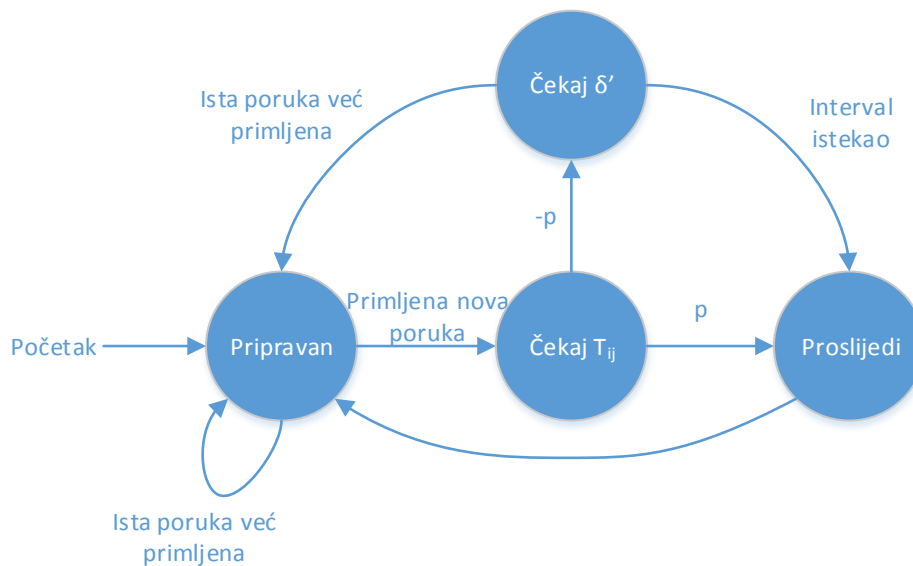 Čekaj δ’
Ista poruka već
primljena
Interval
istekao
-p
Primljena nova
poruka
p
Početak
Pripravan
Čekaj Tij
Proslijedi
Ista poruka već
primljena